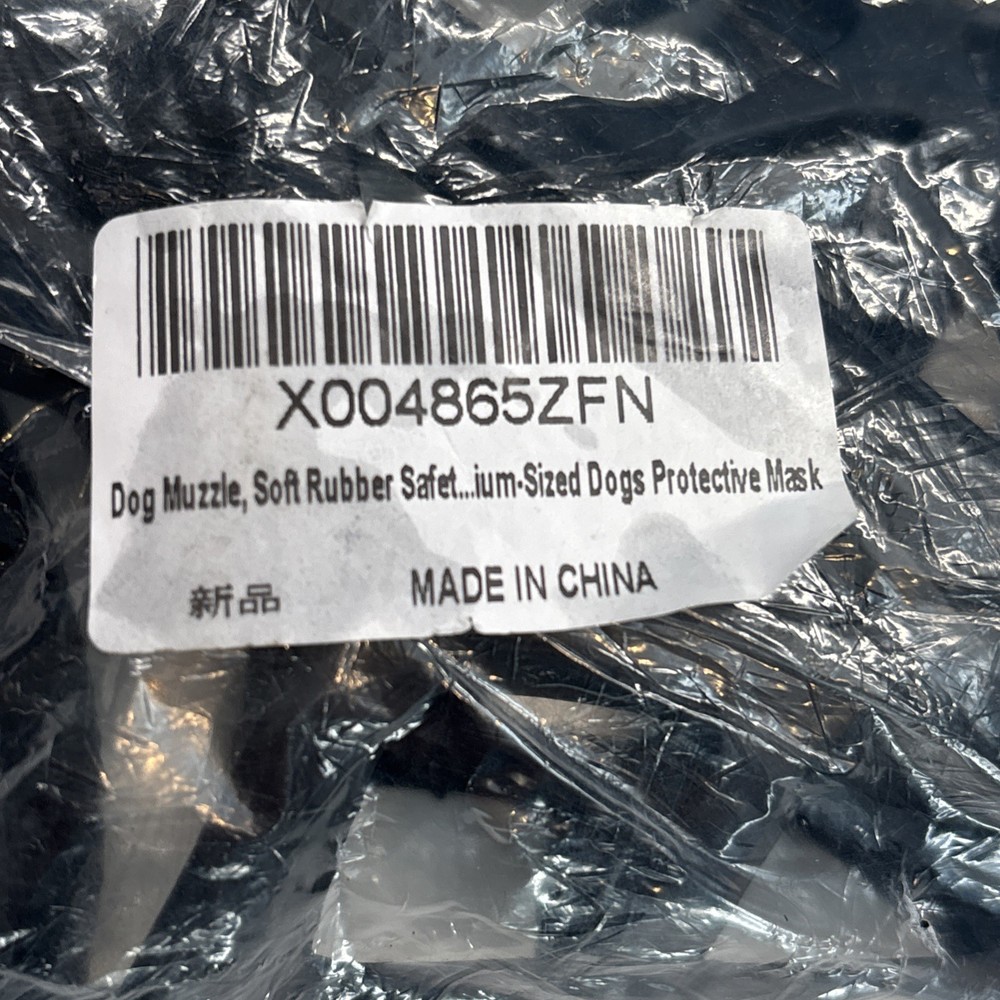 X004865ZFN
Dog Muzzle, Soft Rubber Safet...ium-Sized Dogs Protective Mask
新品
MADE IN CHINA